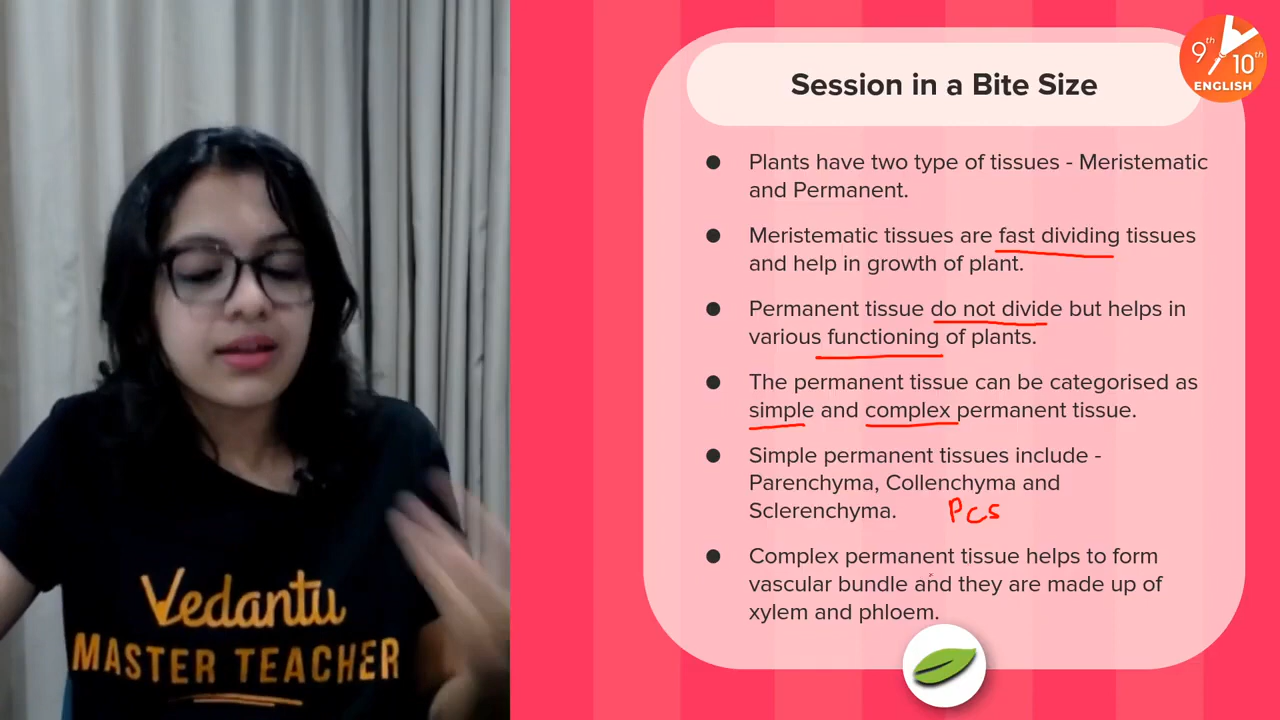 9th 10th
ENGLISH
Session in a Bite Size
● Plants have two type of tissues - Meristematic
and Permanent.
● Meristematic tissues are fast dividing tissues
and help in growth of plant.
● Permanent tissue do not divide but helps in
various functioning of plants.
● The permanent tissue can be categorised as
simple and complex permanent tissue.
● Simple permanent tissues include -
Parenchyma, Collenchyma and
Sclerenchyma.
PCS
● Complex permanent tissue helps to form
vascular bundle and they are made up of
xylem and phloem.
Vedantu
MASTER TEACHER